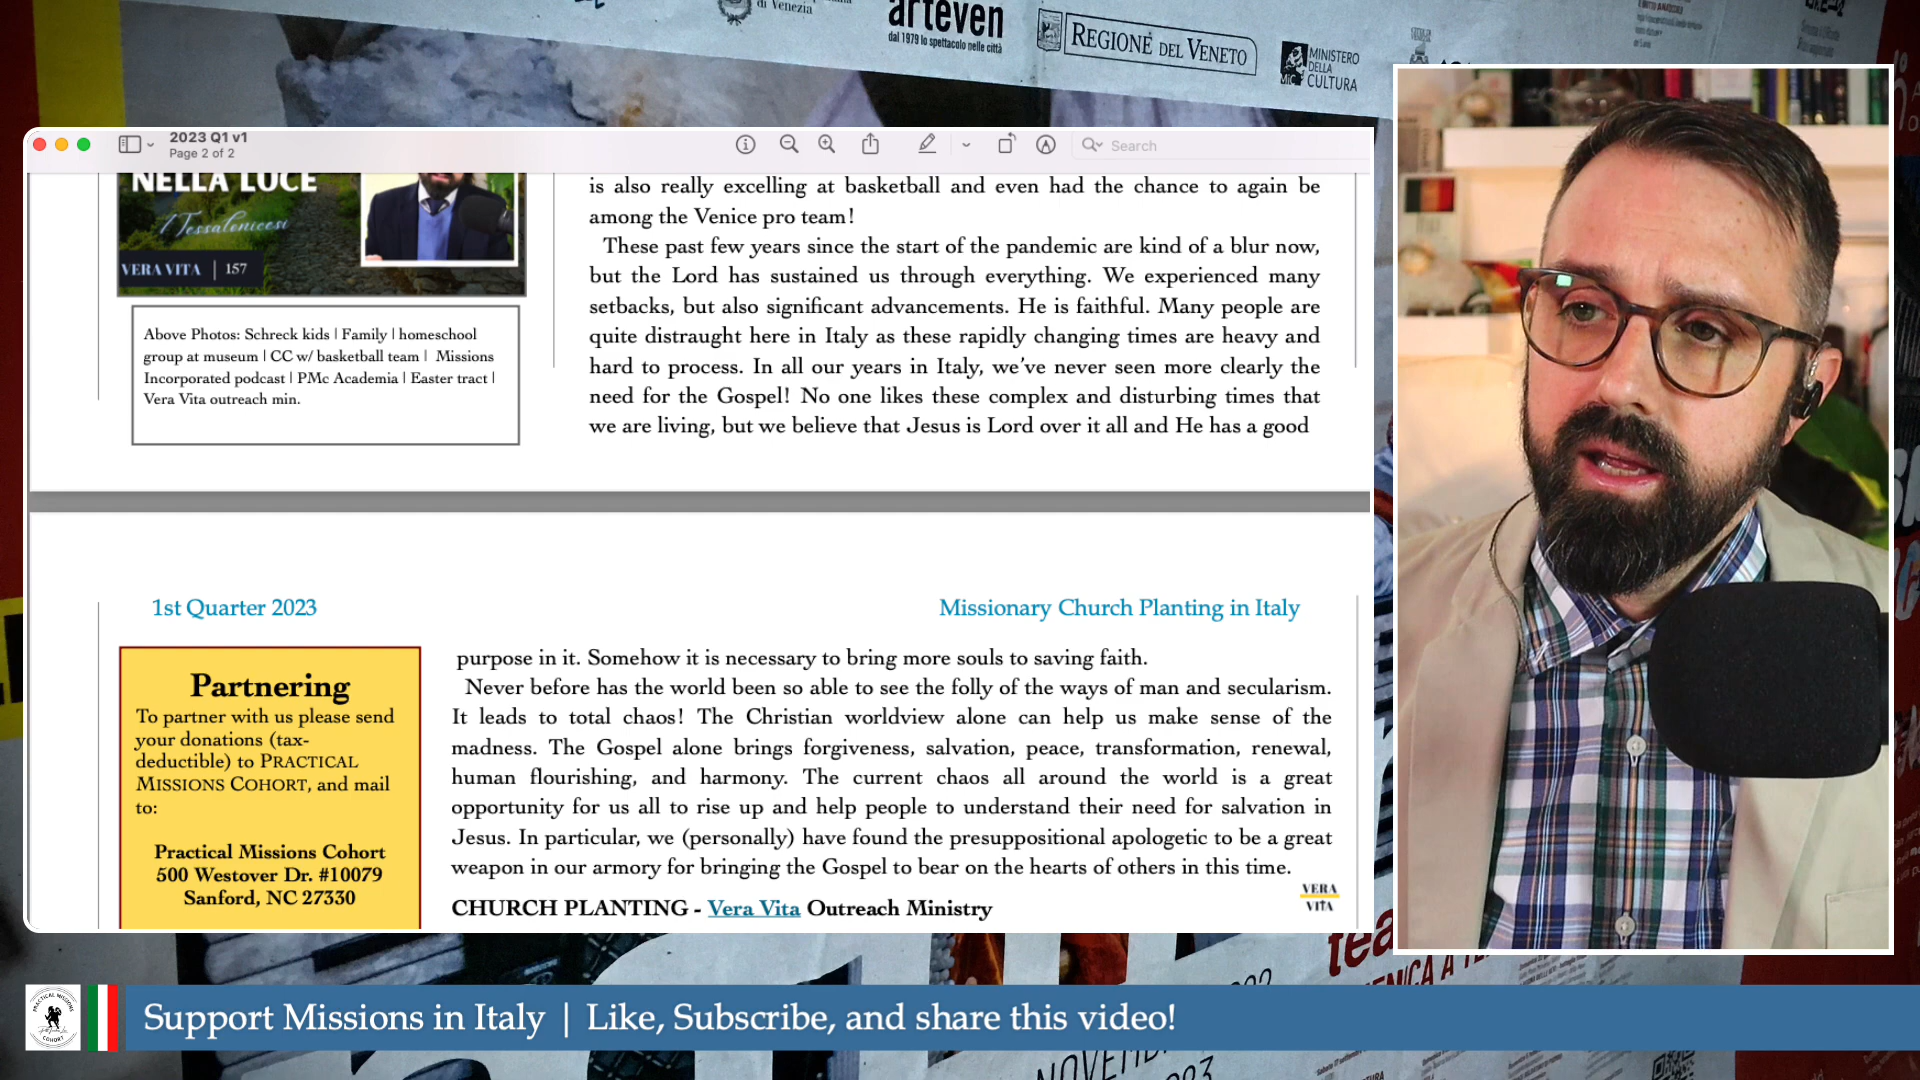 di Venezia
arteven
dal 1979 lo spettacolo nelle città
REGIONE DEL VENETO
MiC
MINISTERO
DELLA
CULTURA
2023 Q1 v1
Page 2 of 2
Search
NELLA LUCE
1 Tessalonicesi
VERA VITA | 157
Above Photos: Schreck kids | Family | homeschool
group at museum | CC w/ basketball team | Missions
Incorporated podcast | PMc Academia | Easter tract |
Vera Vita outreach min.
is also really excelling at basketball and even had the chance to again be
among the Venice pro team!
These past few years since the start of the pandemic are kind of a blur now,
but the Lord has sustained us through everything. We experienced many
setbacks, but also significant advancements. He is faithful. Many people are
quite distraught here in Italy as these rapidly changing times are heavy and
hard to process. In all our years in Italy, we've never seen more clearly the
need for the Gospel! No one likes these complex and disturbing times that
we are living, but we believe that Jesus is Lord over it all and He has a good
1st Quarter 2023
Missionary Church Planting in Italy
Partnering
To partner with us please send
your donations (tax-
deductible) to PRACTICAL
MISSIONS COHORT, and mail
to:
Practical Missions Cohort
500 Westover Dr. #10079
Sanford, NC 27330
purpose in it. Somehow it is necessary to bring more souls to saving faith.
Never before has the world been so able to see the folly of the ways of man and secularism.
It leads to total chaos! The Christian worldview alone can help us make sense of the
madness. The Gospel alone brings forgiveness, salvation, peace, transformation, renewal,
human flourishing, and harmony. The current chaos all around the world is a great
opportunity for us all to rise up and help people to understand their need for salvation in
Jesus. In particular, we (personally) have found the presuppositional apologetic to be a great
weapon in our armory for bringing the Gospel to bear on the hearts of others in this time.
VERA
VITA
CHURCH PLANTING - Vera Vita Outreach Ministry
PRACTICAL MISSIONS
COHORT
Support Missions in Italy | Like, Subscribe, and share this video!